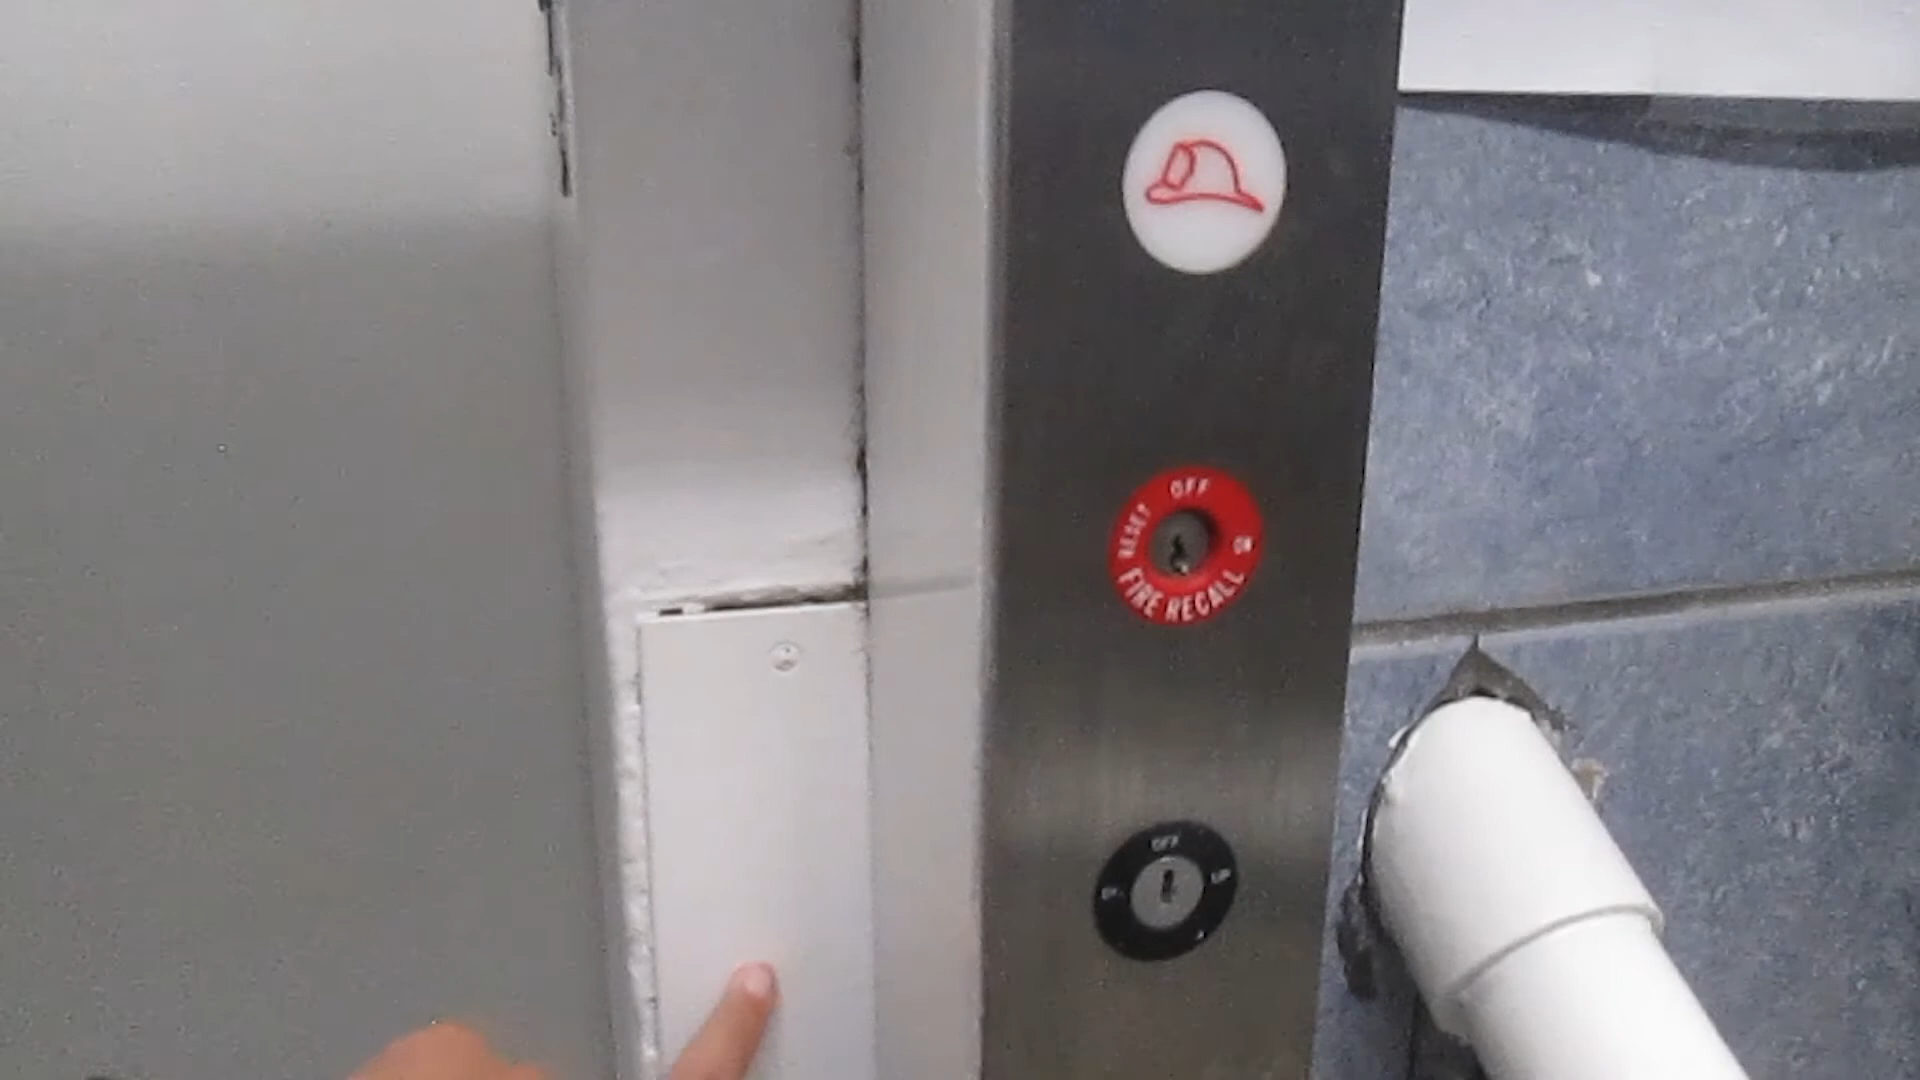 OFF
RESET
ON
FIRE RECALL
OFF
UP